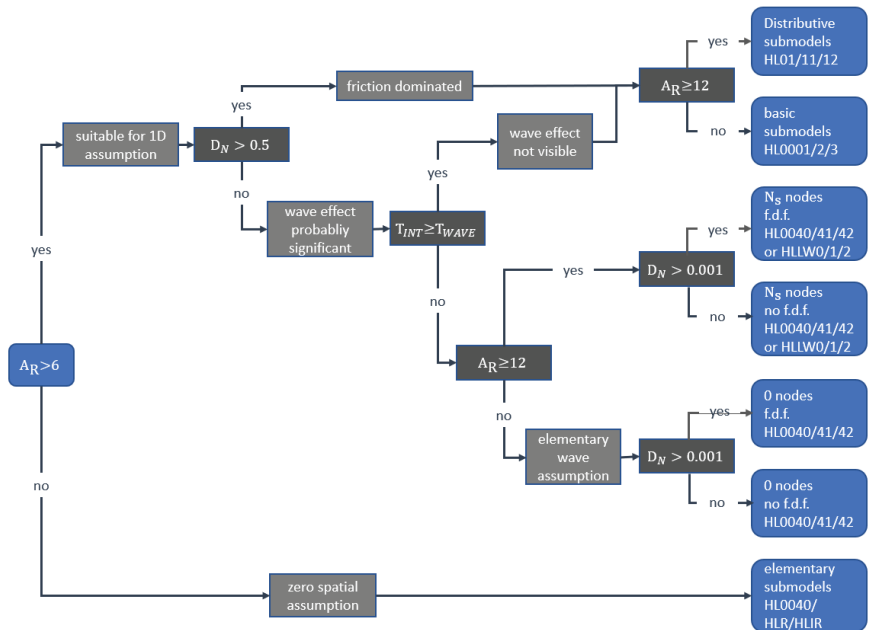 A_R>6
yes
no
suitable for 1D
assumption
D_N > 0.5
yes
no
friction dominated
wave effect
probabliy
significant
T_INT≥T_WAVE
yes
no
wave effect
not visible
A_R≥12
yes
no
Distributive
submodels
HL01/11/12
basic
submodels
HL0001/2/3
A_R≥12
yes
no
D_N > 0.001
yes
no
N_S nodes
f.d.f.
HL0040/41/42
or HLLW0/1/2
N_S nodes
no f.d.f.
HL0040/41/42
or HLLW0/1/2
elementary
wave
assumption
D_N > 0.001
yes
no
0 nodes
f.d.f.
HL0040/41/42
0 nodes
no f.d.f.
HL0040/41/42
zero spatial
assumption
elementary
submodels
HL0040/
HLR/HLIR